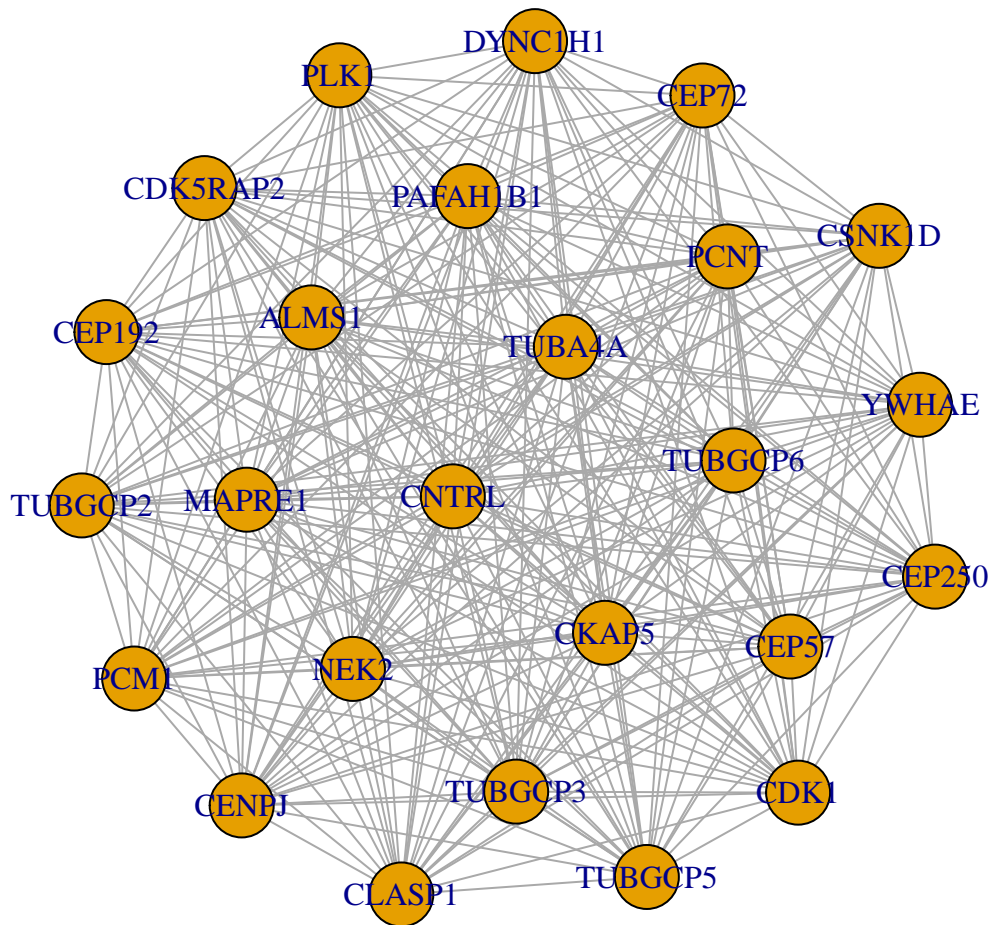 DYNC1H1
PLK1
CEP72
CDK5RAP2
PAFAH1B1
CSNK1D
PCNT
ALMS1
CEP192
TUBA4A
YWHAE
TUBGCP6
CNTRL
MAPRE1
TUBGCP2
CEP250
CKAP5
CEP57
NEK2
PCM1
TUBGCP3
CDK1
CENPJ
TUBGCP5
CLASP1